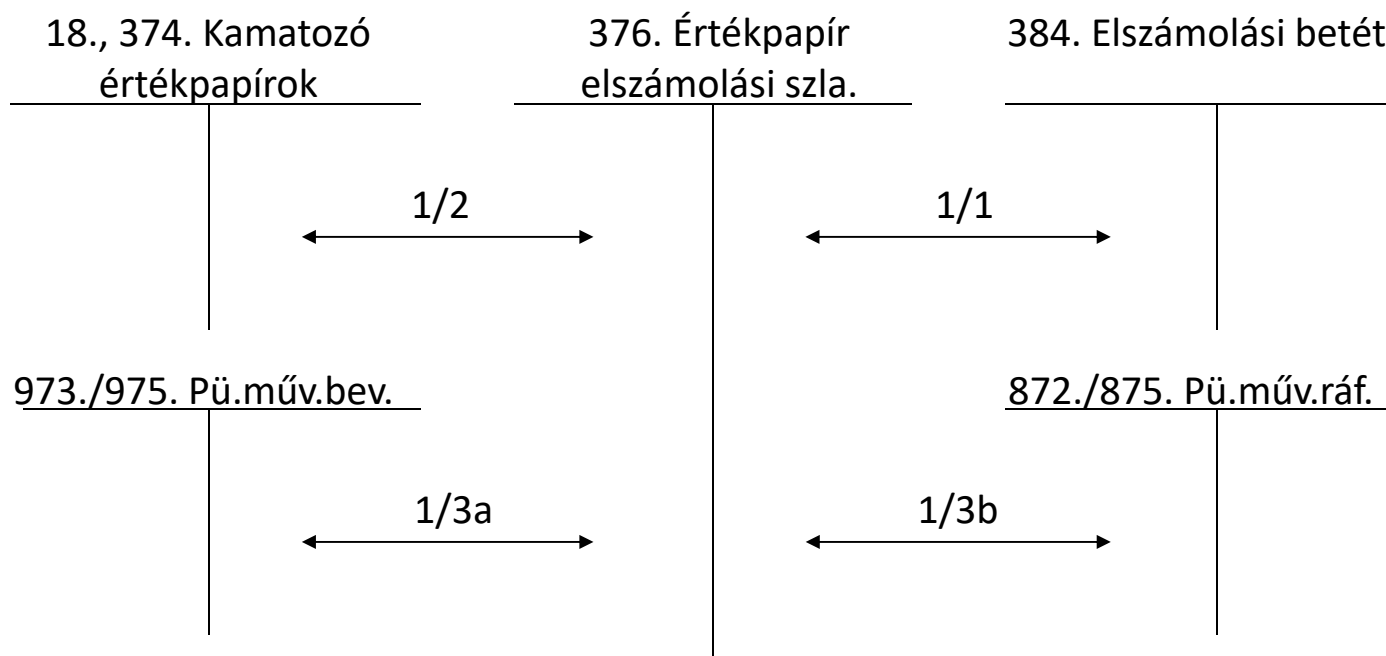 18., 374. Kamatozó
értékpapírok
376. Értékpapír
elszámolási szla.
384. Elszámolási betét
1/2
1/1
973./975. Pü.műv.bev.
872./875. Pü.műv.ráf.
1/3a
1/3b